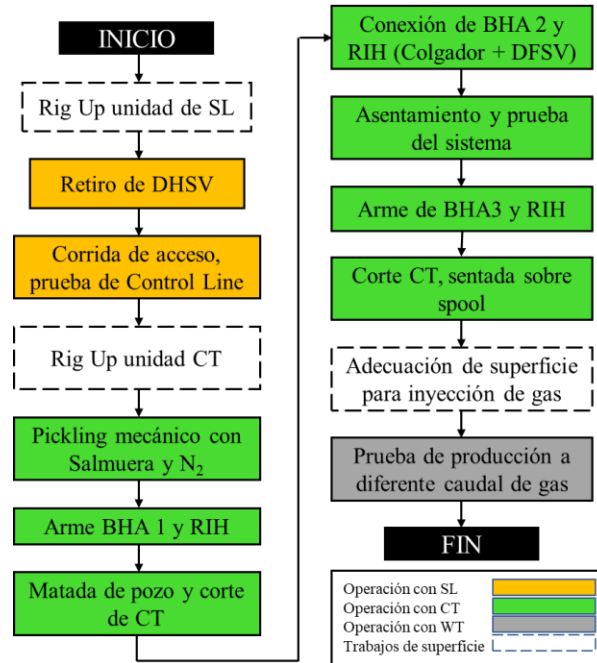 INICIO
Rig Up unidad de SL
Retiro de DHSV
Corrida de acceso,
prueba de Control Line
Rig Up unidad CT
Pickling mecánico con
Salmuera y N₂
Arme BHA 1 y RIH
Matada de pozo y corte
de CT
Conexión de BHA 2 y
RIH (Colgador + DFSV)
Asentamiento y prueba
del sistema
Arme de BHA3 y RIH
Corte CT, sentada sobre
spool
Adecuación de superficie
para inyección de gas
Prueba de producción a
diferente caudal de gas
FIN
Operación con SL
Operación con CT
Operación con WT
Trabajos de superficie